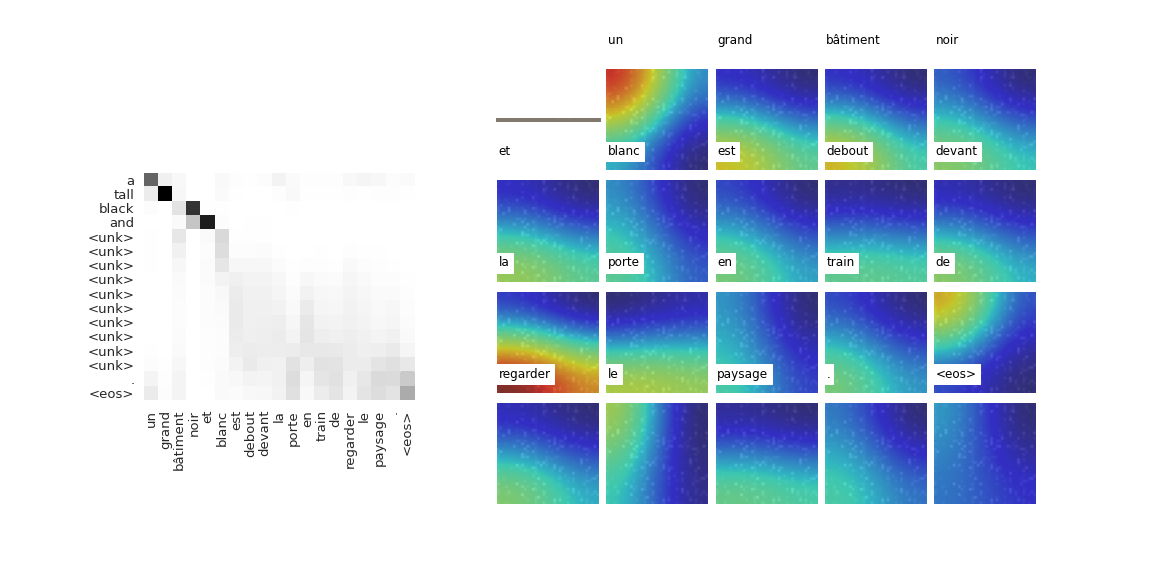 a
tall
black
and
<unk>
<unk>
<unk>
<unk>
<unk>
<unk>
<unk>
<unk>
<unk>
.
<eos>
un
grand
bâtiment
noir
et
blanc
est
debout
devant
la
porte
en
train
de
regarder
le
paysage
.
<eos>
un grand bâtiment noir
et blanc est debout devant
la porte en train de
regarder le paysage . <eos>